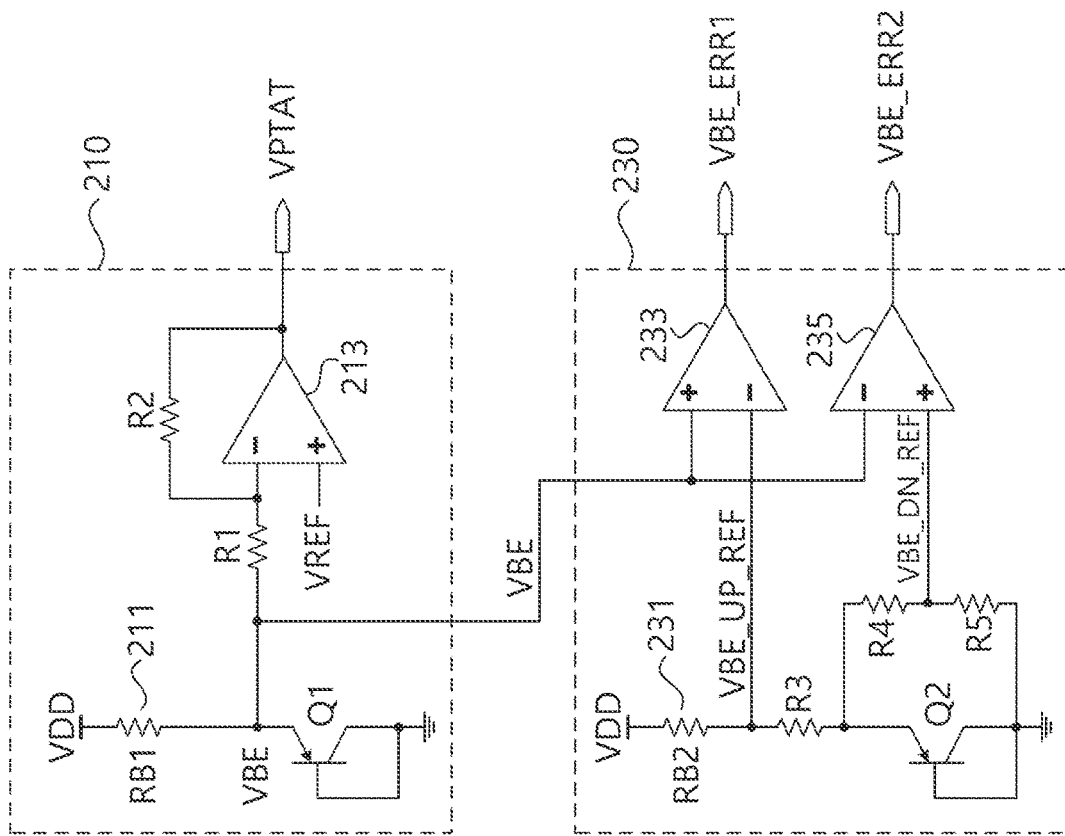 210
VDD
RB1
211
VBE
Q1
R1
R2
VREF
-
+
213
VPTAT
VBE
230
VDD
RB2
231
VBE_UP_REF
R3
Q2
R4
R5
VBE_DN_REF
+
-
233
VBE_ERR1
-
+
235
VBE_ERR2